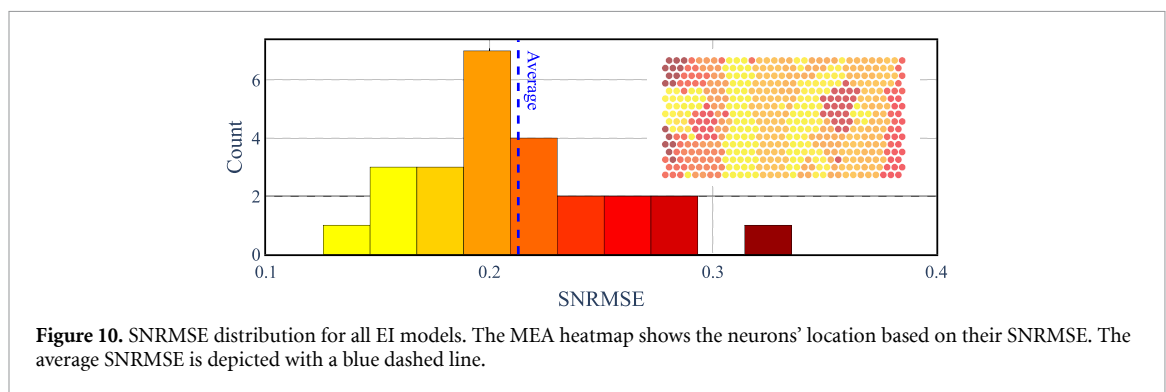 6
4
2
0
Count
Average
0.1 0.2 0.3 0.4
SNRMSE
Figure 10. SNRMSE distribution for all EI models. The MEA heatmap shows the neurons’ location based on their SNRMSE. The
average SNRMSE is depicted with a blue dashed line.